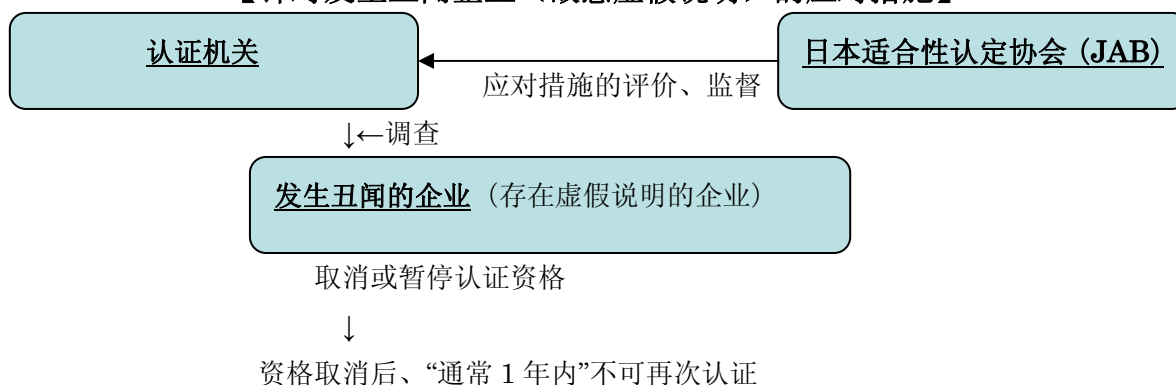 认证机关
日本适合性认定协会（JAB）
应对措施的评价、监督
↓←调查
发生丑闻的企业（存在虚假说明的企业）
取消或暂停认证资格
↓
资格取消后、“通常 1 年内”不可再次认证